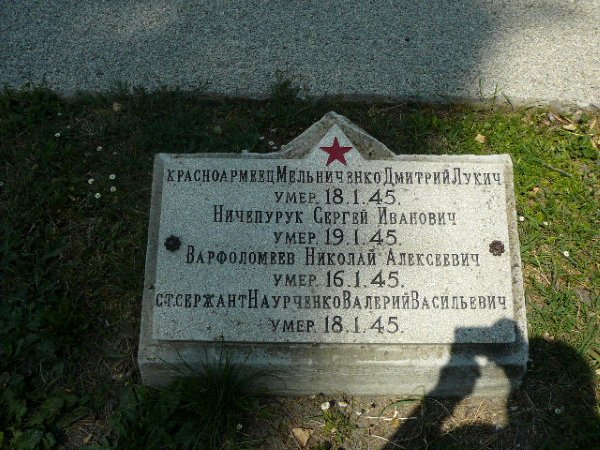 красноармеец Мельниченко Дмитрий Лукич
умер. 18.1.45.
Ничепурук Сергей Иванович
умер. 19.1.45.
Варфоломеев Николай Алексеевич
умер. 16.1.45.
ст.сержант Наурченко Валерий Васильевич
умер. 18.1.45.